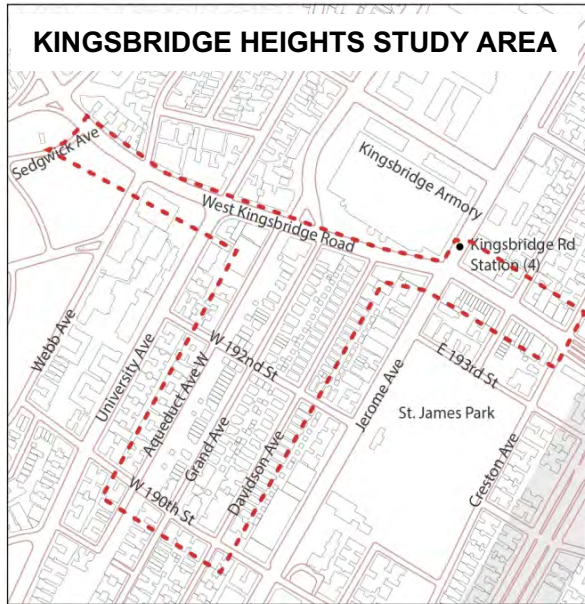 KINGSBRIDGE HEIGHTS STUDY AREA
Sedgwick Ave
Kingsbridge Armory
West Kingsbridge Road
Kingsbridge Rd
Station (4)
Webb Ave
University Ave
Aqueduct Ave W
W 192nd St
Grand Ave
Davidson Ave
W 190th St
Jerome Ave
E 193rd St
St. James Park
Creston Ave